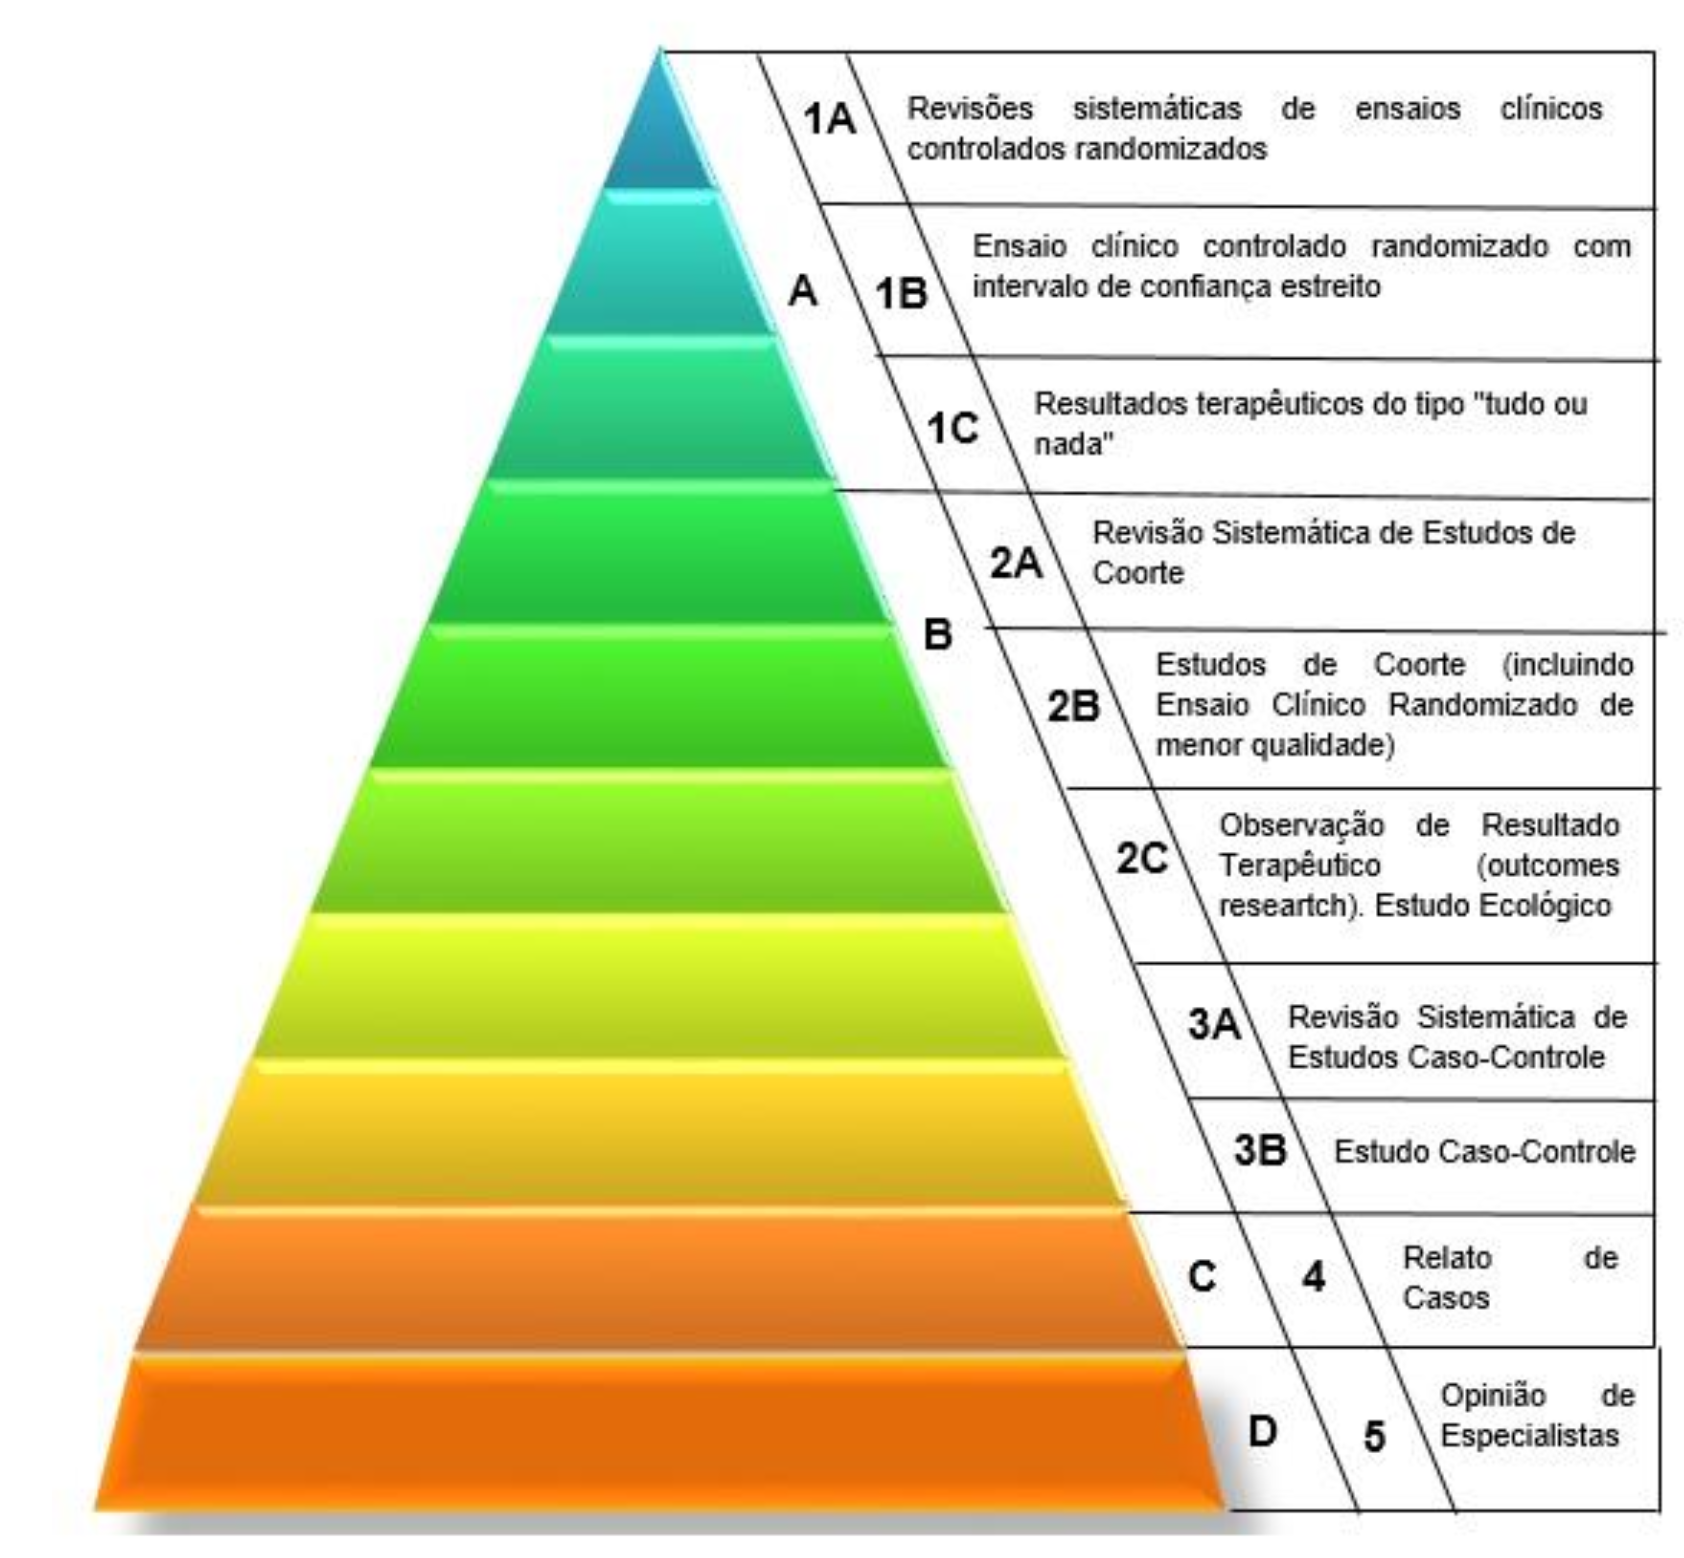 1A
Revisões sistemáticas de ensaios clínicos
controlados randomizados
A
1B
Ensaio clínico controlado randomizado com
intervalo de confiança estreito
1C
Resultados terapêuticos do tipo "tudo ou
nada"
B
2A
Revisão Sistemática de Estudos de
Coorte
2B
Estudos de Coorte (incluindo
Ensaio Clínico Randomizado de
menor qualidade)
2C
Observação de Resultado
Terapêutico (outcomes
researtch). Estudo Ecológico
3A
Revisão Sistemática de
Estudos Caso-Controle
3B
Estudo Caso-Controle
C
4
Relato de
Casos
D
5
Opinião de
Especialistas